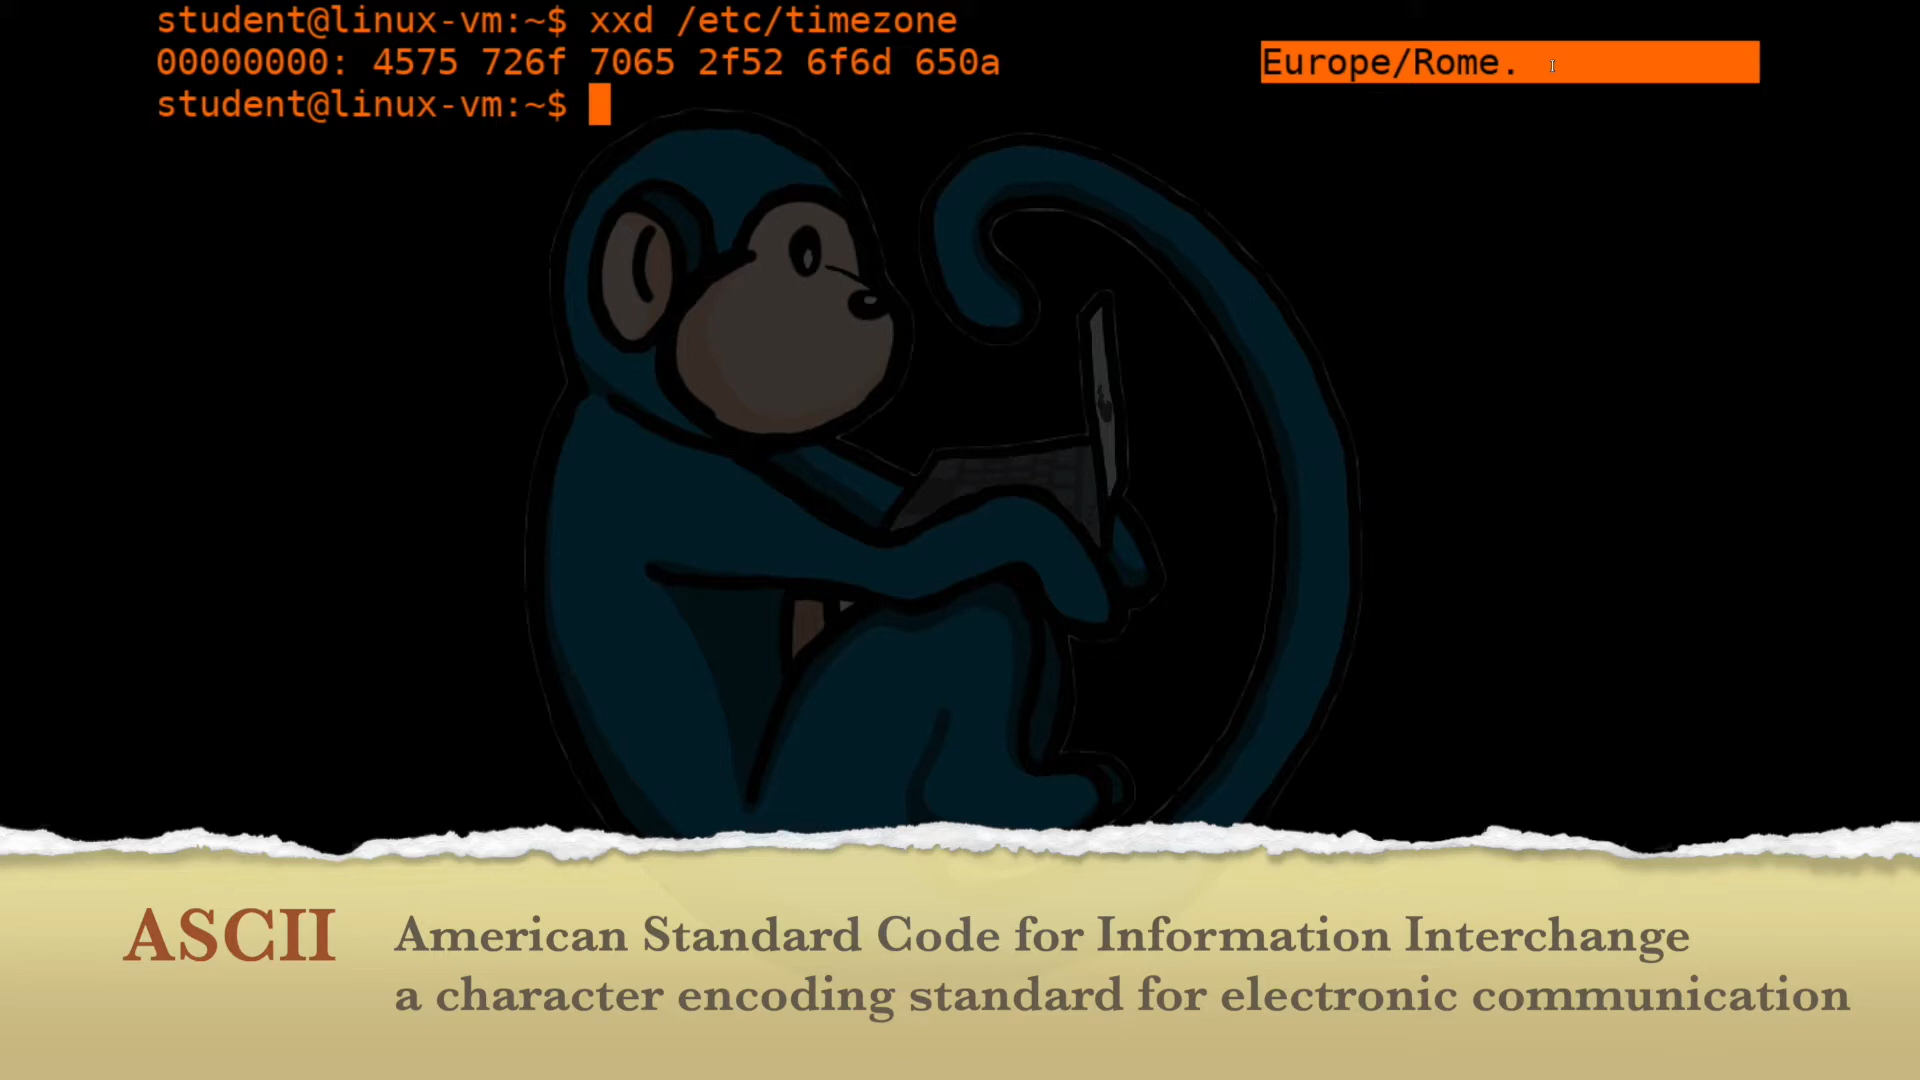 student@linux-vm:~$ xxd /etc/timezone
00000000: 4575 726f 7065 2f52 6f6d 650a Europe/Rome.
student@linux-vm:~$
ASCII American Standard Code for Information Interchange
a character encoding standard for electronic communication